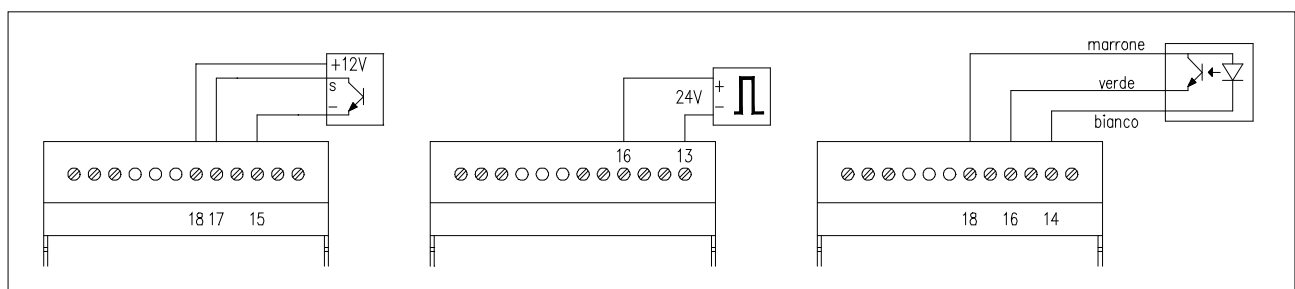 +12V
s
-
18 17 15
24V
+
-
16 13
marrone
verde
bianco
18 16 14